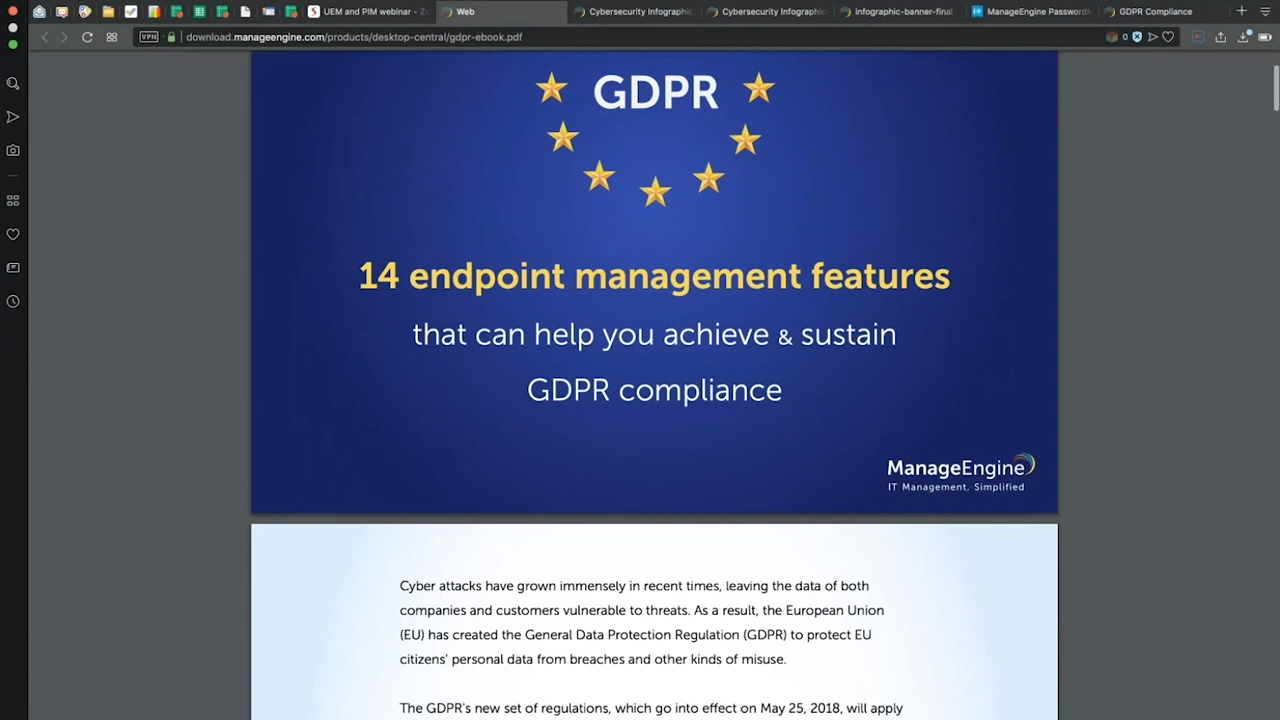 UEM and PIM webinar - Zo
Web
Cybersecurity Infographic
Cybersecurity Infographic
infographic-banner-final
ManageEngine Password
GDPR Compliance
VPN
download.manageengine.com/products/desktop-central/gdpr-ebook.pdf
0
GDPR
14 endpoint management features
that can help you achieve & sustain
GDPR compliance
ManageEngine
IT Management, Simplified
Cyber attacks have grown immensely in recent times, leaving the data of both
companies and customers vulnerable to threats. As a result, the European Union
(EU) has created the General Data Protection Regulation (GDPR) to protect EU
citizens' personal data from breaches and other kinds of misuse.
The GDPR's new set of regulations, which go into effect on May 25, 2018, will apply